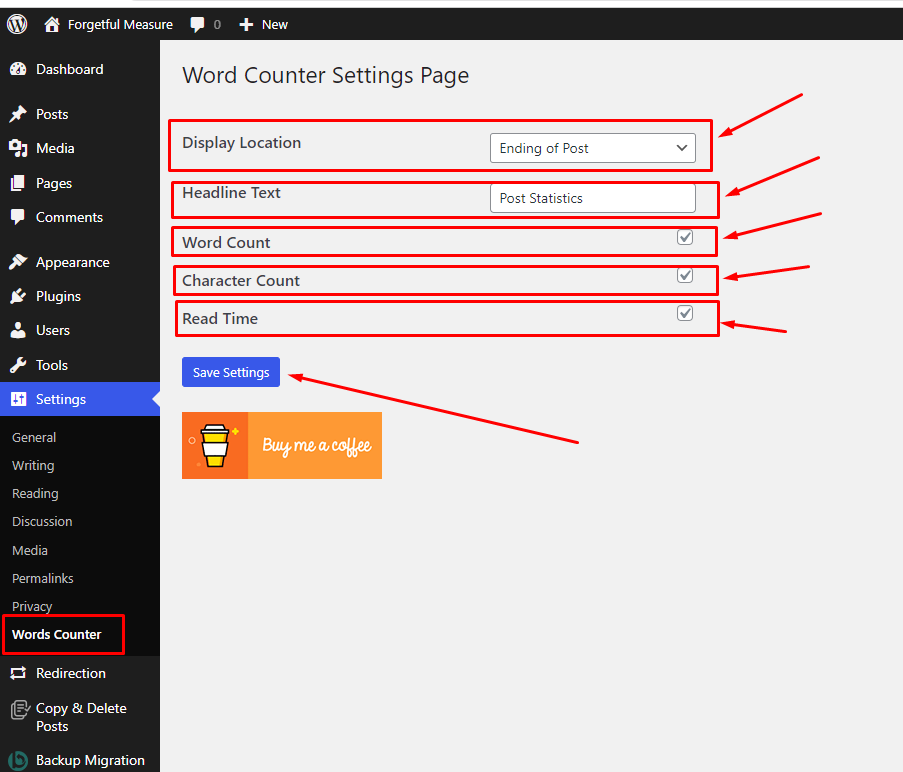 Forgetful Measure 0 New
Dashboard
Posts
Media
Pages
Comments
Appearance
Plugins
Users
Tools
Settings
General
Writing
Reading
Discussion
Media
Permalinks
Privacy
Words Counter
Redirection
Copy & Delete
Posts
Backup Migration
Word Counter Settings Page
Display Location Ending of Post
Headline Text Post Statistics
Word Count
Character Count
Read Time
Save Settings
Buy me a coffee